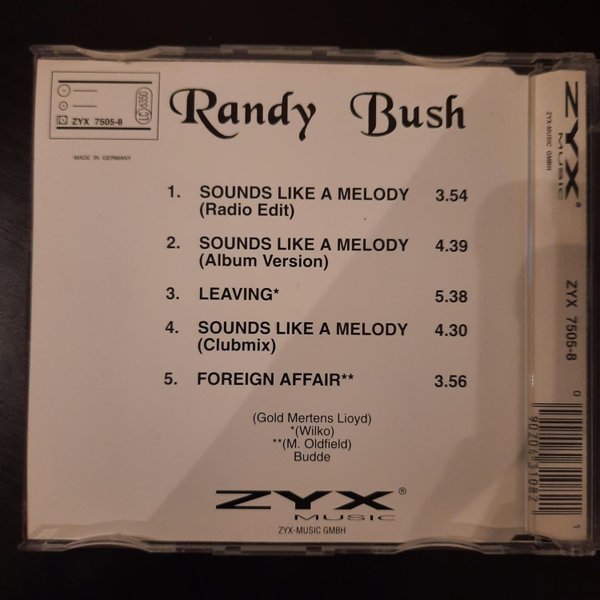 ZYX 7505-8
LC 6350
MADE IN GERMANY
Randy Bush
1. SOUNDS LIKE A MELODY 3.54
(Radio Edit)
2. SOUNDS LIKE A MELODY 4.39
(Album Version)
3. LEAVING* 5.38
4. SOUNDS LIKE A MELODY 4.30
(Clubmix)
5. FOREIGN AFFAIR** 3.56
(Gold Mertens Lioyd)
*(Wilko)
**(M. Oldfield)
Budde
ZYX®
MUSIC
ZYX-MUSIC GMBH
ZYX®
MUSIC
ZYX-MUSIC GMBH
ZYX 7505-8